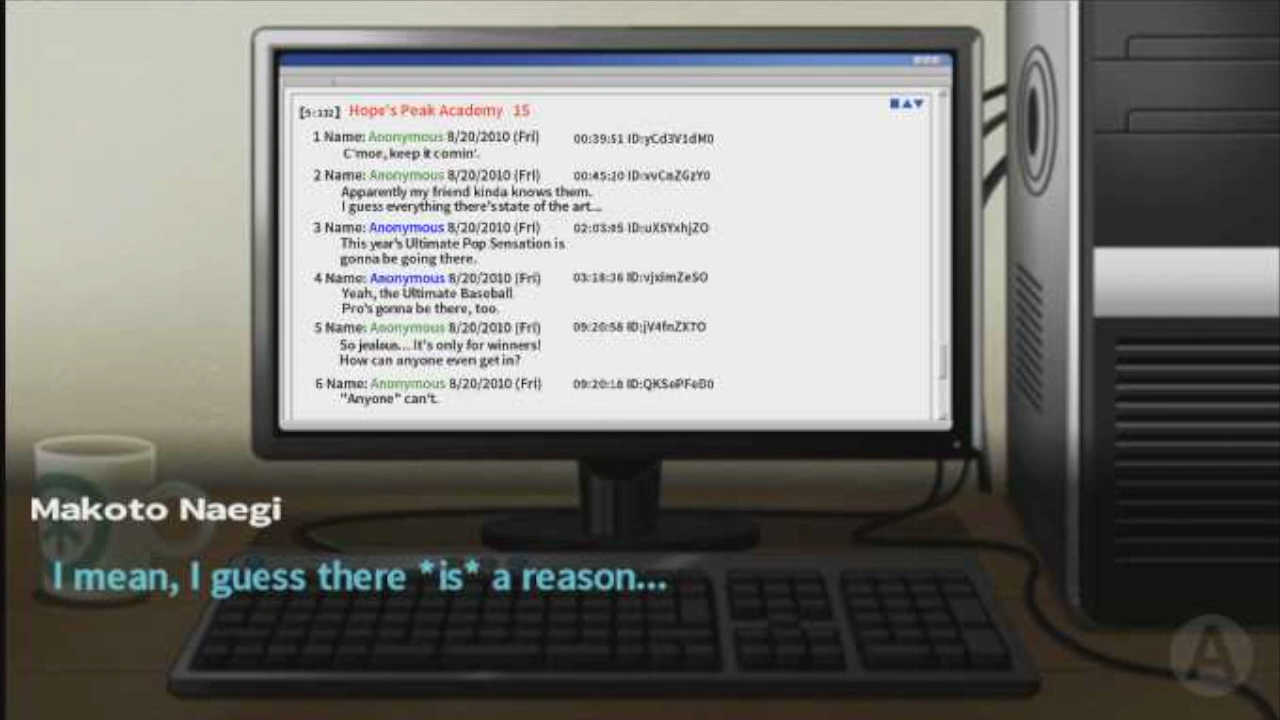 [5:132] Hope's Peak Academy 15
1 Name: Anonymous 8/20/2010 (Fri) 00:39:51 ID:yCd3V1dM0
C'mor, keep it comin'.
2 Name: Anonymous 8/20/2010 (Fri) 00:45:20 ID:vvCnZGzY0
Apparently my friend kinda knows them.
I guess everything there's state of the art...
3 Name: Anonymous 8/20/2010 (Fri) 02:03:05 ID:uX5YxhjZO
This year's Ultimate Pop Sensation is
gonna be going there.
4 Name: Anonymous 8/20/2010 (Fri) 03:18:36 ID:vjximZeSO
Yeah, the Ultimate Baseball
Pro's gonna be there, too.
5 Name: Anonymous 8/20/2010 (Fri) 09:20:58 ID:jV4fnZXTO
So jealous... It's only for winners!
How can anyone even get in?
6 Name: Anonymous 8/20/2010 (Fri) 09:20:18 ID:QKSePFeD0
"Anyone" can't.
Makoto Naegi
I mean, I guess there *is* a reason...
A